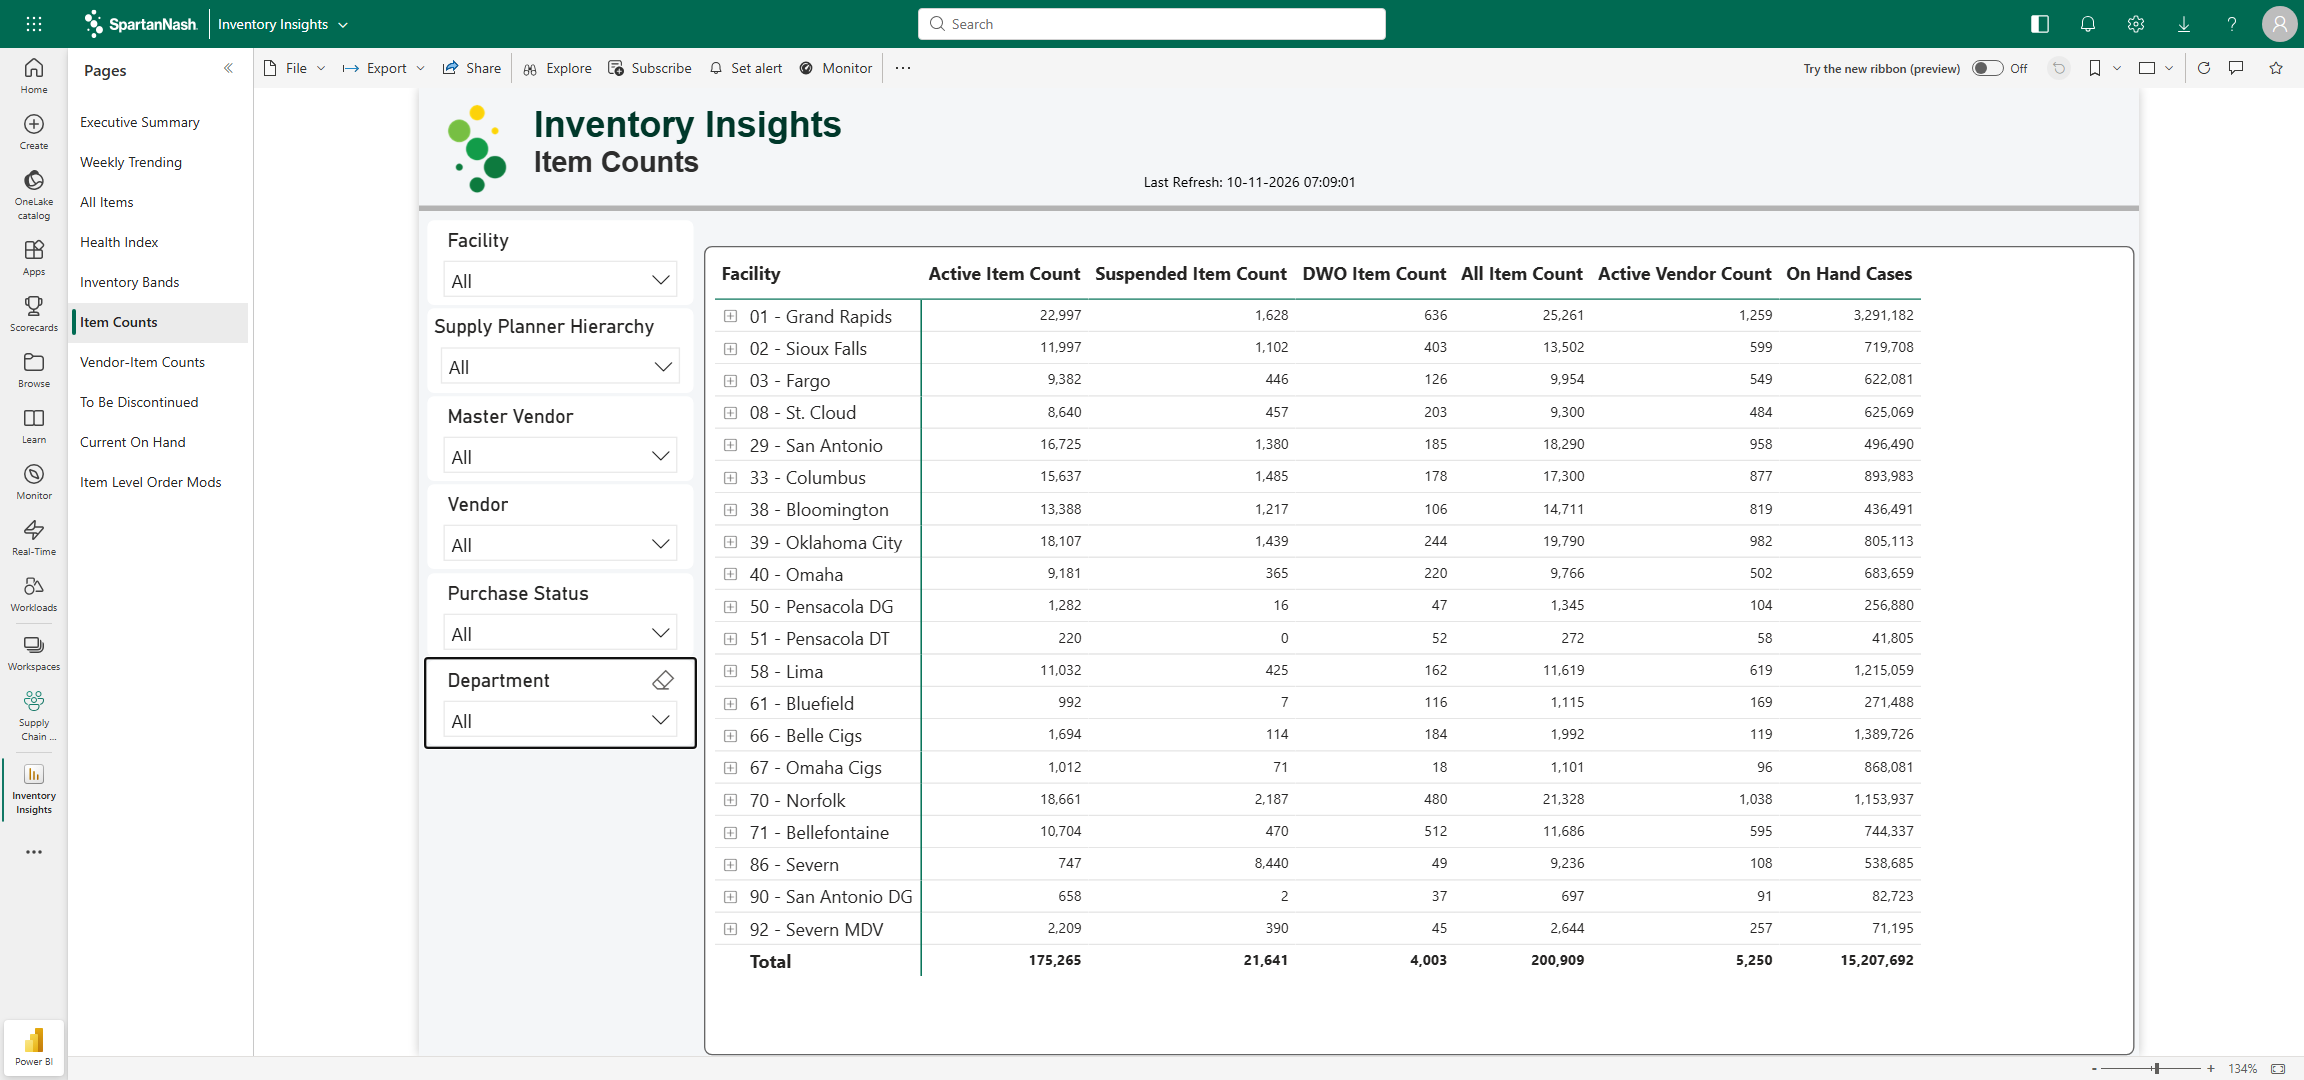 SpartanNash
Inventory Insights
Search
Home
Create
OneLake
catalog
Apps
Scorecards
Browse
Learn
Monitor
Real-Time
Workloads
Workspaces
Supply
Chain ...
Inventory
Insights
Power BI
Pages
Executive Summary
Weekly Trending
All Items
Health Index
Inventory Bands
Item Counts
Vendor-Item Counts
To Be Discontinued
Current On Hand
Item Level Order Mods
File Export Share Explore Subscribe Set alert Monitor ...
Try the new ribbon (preview) Off
Inventory Insights
Item Counts
Last Refresh: 10-11-2026 07:09:01
Facility
All
Supply Planner Hierarchy
All
Master Vendor
All
Vendor
All
Purchase Status
All
Department
All
Facility Active Item Count Suspended Item Count DWO Item Count All Item Count Active Vendor Count On Hand Cases
01 - Grand Rapids 22,997 1,628 636 25,261 1,259 3,291,182
02 - Sioux Falls 11,997 1,102 403 13,502 599 719,708
03 - Fargo 9,382 446 126 9,954 549 622,081
08 - St. Cloud 8,640 457 203 9,300 484 625,069
29 - San Antonio 16,725 1,380 185 18,290 958 496,490
33 - Columbus 15,637 1,485 178 17,300 877 893,983
38 - Bloomington 13,388 1,217 106 14,711 819 436,491
39 - Oklahoma City 18,107 1,439 244 19,790 982 805,113
40 - Omaha 9,181 365 220 9,766 502 683,659
50 - Pensacola DG 1,282 16 47 1,345 104 256,880
51 - Pensacola DT 220 0 52 272 58 41,805
58 - Lima 11,032 425 162 11,619 619 1,215,059
61 - Bluefield 992 7 116 1,115 169 271,488
66 - Belle Cigs 1,694 114 184 1,992 119 1,389,726
67 - Omaha Cigs 1,012 71 18 1,101 96 868,081
70 - Norfolk 18,661 2,187 480 21,328 1,038 1,153,937
71 - Bellefontaine 10,704 470 512 11,686 595 744,337
86 - Severn 747 8,440 49 9,236 108 538,685
90 - San Antonio DG 658 2 37 697 91 82,723
92 - Severn MDV 2,209 390 45 2,644 257 71,195
Total 175,265 21,641 4,003 200,909 5,250 15,207,692
- + 134%